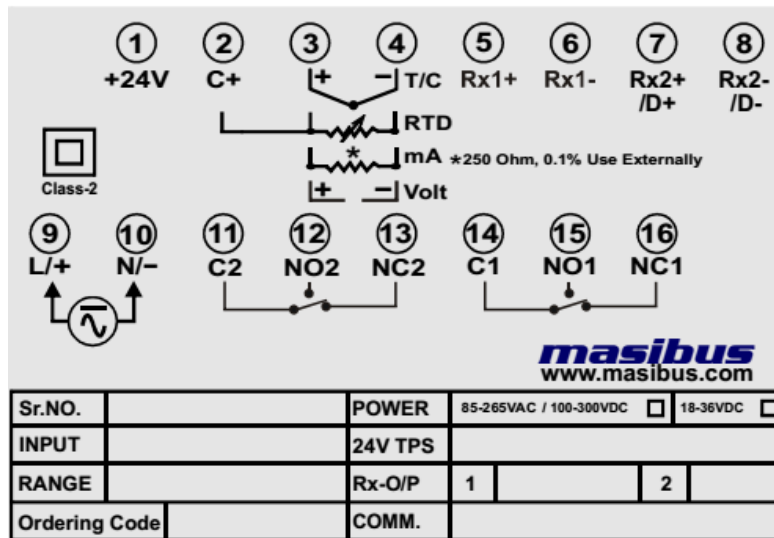 1 2 3 4 5 6 7 8
+24V C+ + − T/C Rx1+ Rx1- Rx2+ /D+ Rx2- /D-
RTD
* mA *250 Ohm, 0.1% Use Externally
+ − Volt
Class-2
9 10 11 12 13 14 15 16
L/+ N/− C2 NO2 NC2 C1 NO1 NC1
masibus
www.masibus.com
Sr.NO. POWER 85-265VAC / 100-300VDC 18-36VDC
INPUT 24V TPS
RANGE Rx-O/P 1 2
Ordering Code COMM.